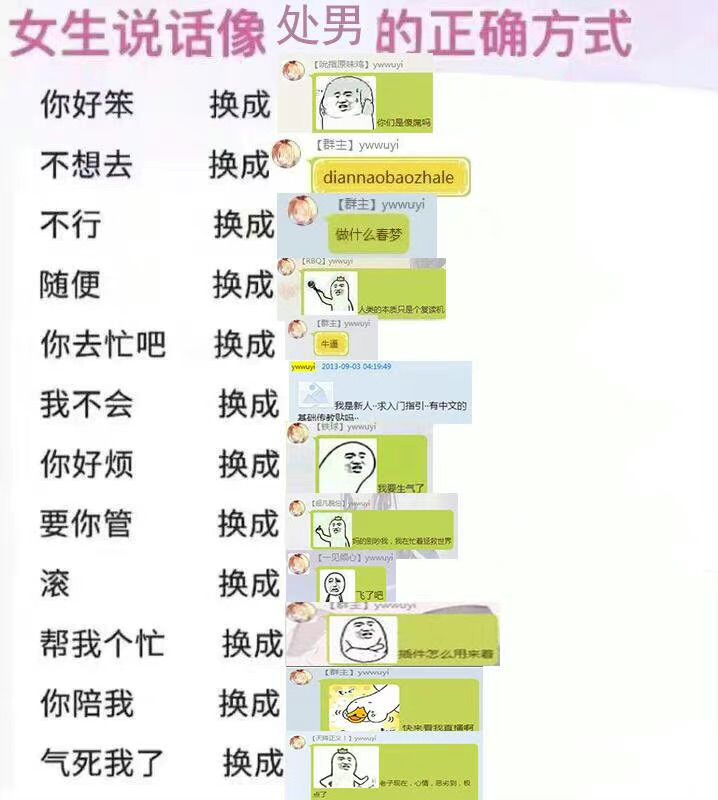 女生说话像 处男 的正确方式
【吮指原味鸡】ywwuyi
你好笨 换成 你们是傻屌吗
【群主】ywwuyi
不想去 换成 diannaobaozhale
【群主】ywwuyi
不行 换成 做什么春梦
【RBQ】ywwuyi
随便 换成 人类的本质只是个复读机
【群主】ywwuyi
你去忙吧 换成 牛逼
ywwuyi 2013-09-03 04:19:49
我不会 换成 我是新人··求入门指引··有中文的
基础传教贴吗··
【铁球】ywwuyi
你好烦 换成 我要生气了
ywwuyi
要你管 换成 妈的别吵我，我在忙着拯救世界
【一见倾心】ywwuyi
滚 换成 飞了吧
【群主】ywwuyi
帮我个忙 换成 插件怎么用来着
【群主】ywwuyi
你陪我 换成 快来看我直播啊
【天降正义！】ywwuyi
气死我了 换成 老子现在，心情，恶劣到，极
点了